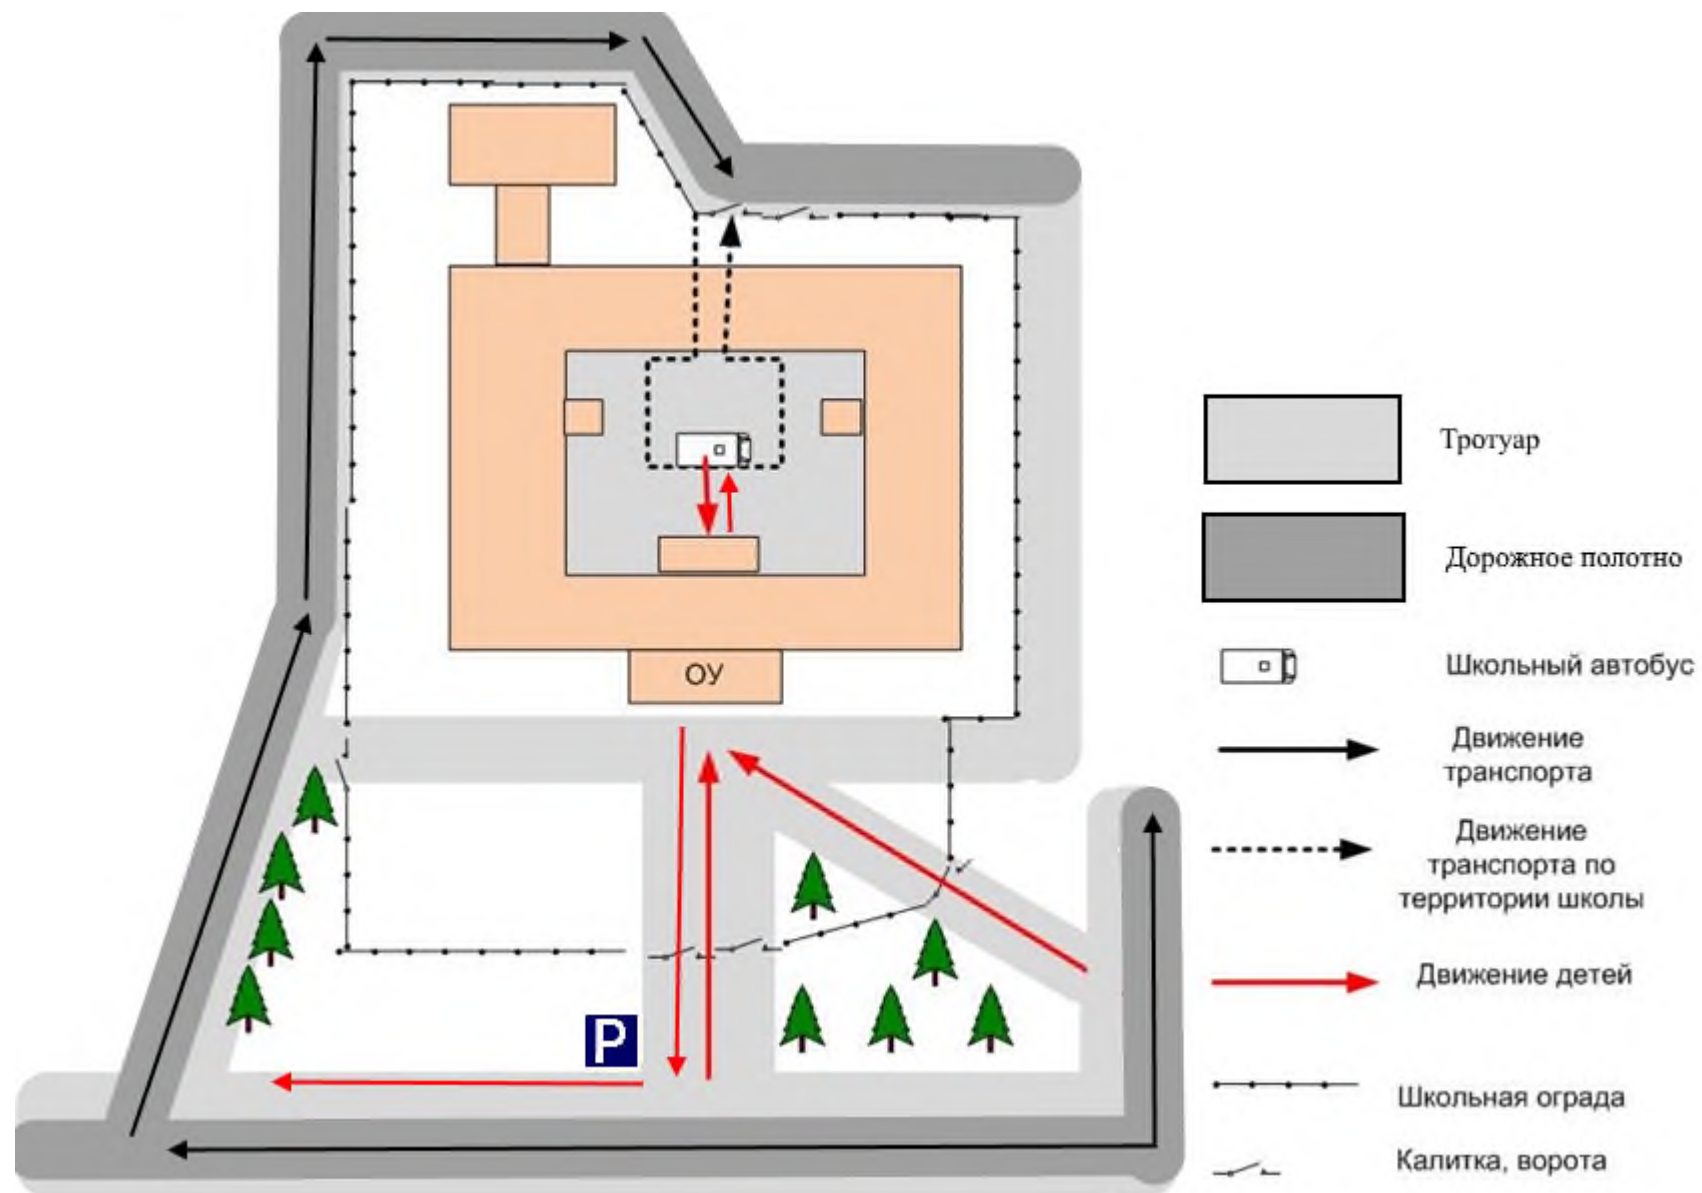 Тротуар
Дорожное полотно
Школьный автобус
ОУ
Движение
транспорта
Движение
транспорта по
территории школы
Движение детей
P
Школьная ограда
Калитка, ворота